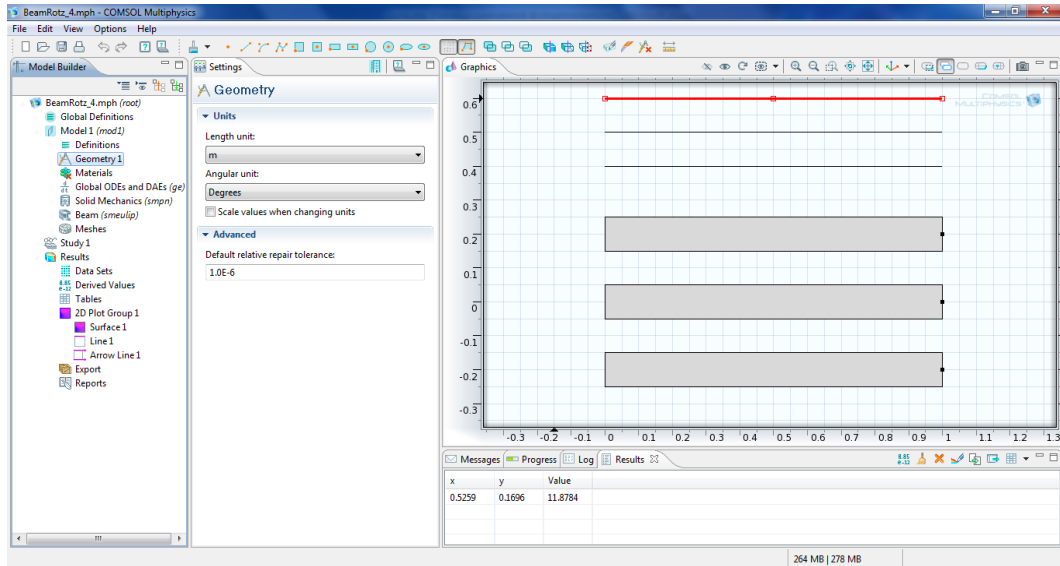 BeamRotz_4.mph - COMSOL Multiphysics
File Edit View Options Help
Model Builder
BeamRotz_4.mph (root)
Global Definitions
Model 1 (mod1)
Definitions
Geometry 1
Materials
Global ODEs and DAEs (ge)
Solid Mechanics (smpn)
Beam (smeulip)
Meshes
Study 1
Results
Data Sets
Derived Values
Tables
2D Plot Group 1
Surface 1
Line 1
Arrow Line 1
Export
Reports
Settings
Geometry
Units
Length unit:
m
Angular unit:
Degrees
Scale values when changing units
Advanced
Default relative repair tolerance:
1.0E-6
Graphics
COMSOL
MULTIPHYSICS
0.6
0.5
0.4
0.3
0.2
0.1
0
-0.1
-0.2
-0.3
-0.3 -0.2 -0.1 0 0.1 0.2 0.3 0.4 0.5 0.6 0.7 0.8 0.9 1 1.1 1.2 1.3
Messages Progress Log Results
8.85
e-12
x y Value
0.5259 0.1696 11.8784
264 MB | 278 MB